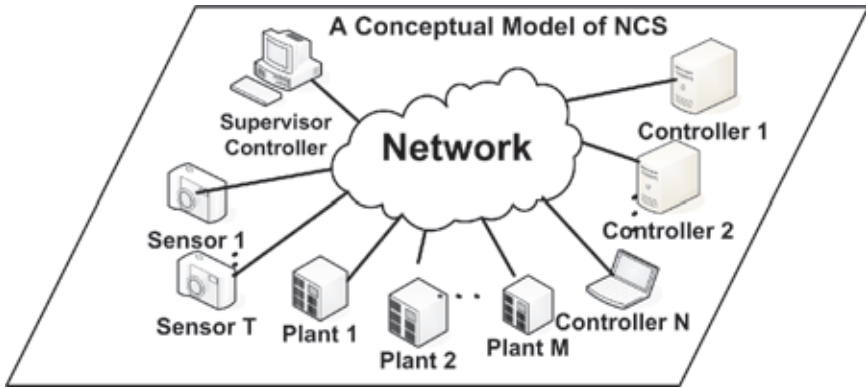 A Conceptual Model of NCS
Supervisor
Controller
Network
Controller 1
Controller 2
Sensor 1
Sensor T
Plant 1
Plant 2
Plant M
Controller N